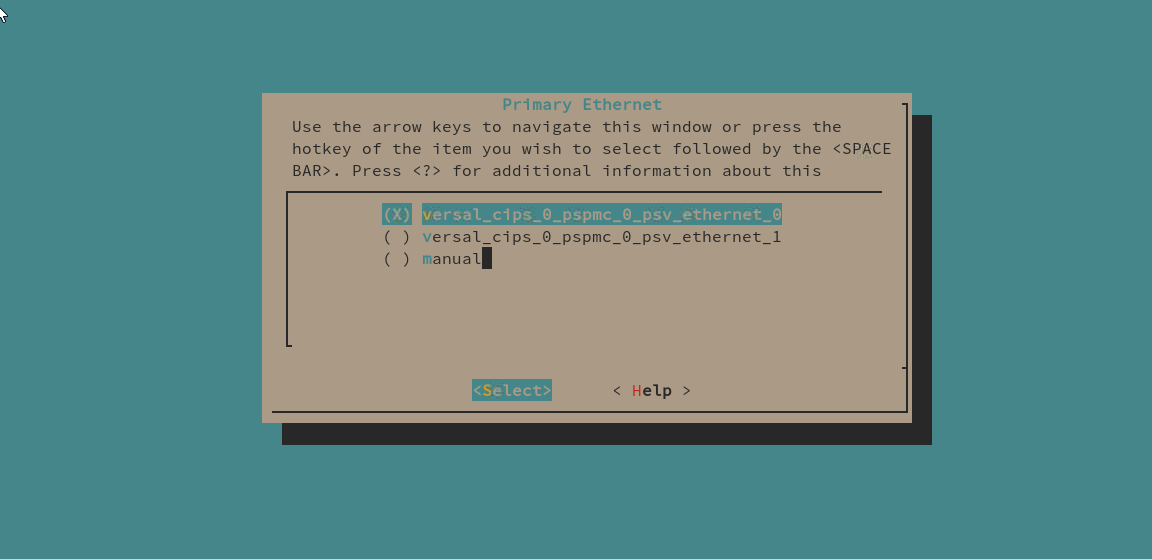 Primary Ethernet
Use the arrow keys to navigate this window or press the
hotkey of the item you wish to select followed by the <SPACE
BAR>. Press <?> for additional information about this
(X) versal_cips_0_pspmc_0_psv_ethernet_0
( ) versal_cips_0_pspmc_0_psv_ethernet_1
( ) manual
<Select> < Help >